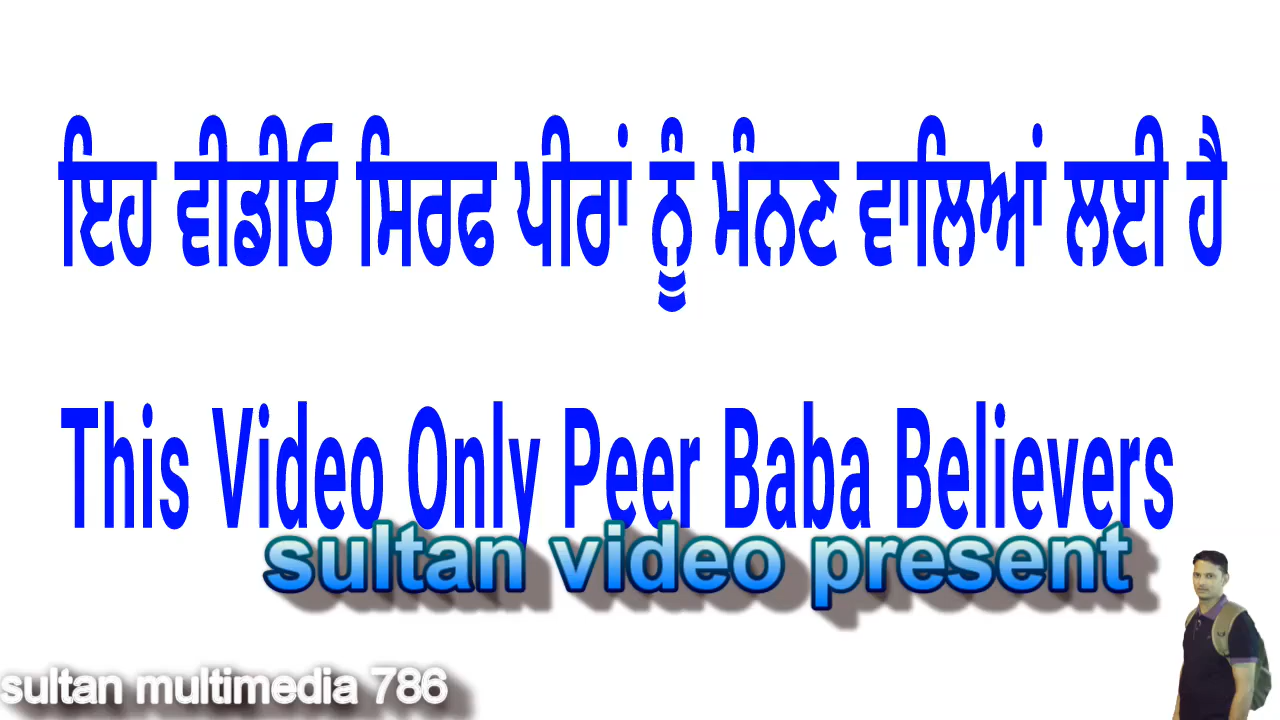 ਇਹ ਵੀਡੀਓ ਸਿਰਫ ਪੀਰਾਂ ਨੂੰ ਮੰਨਣ ਵਾਲਿਆਂ ਲਈ ਹੈ
This Video Only Peer Baba Believers
sultan video present
sultan multimedia 786